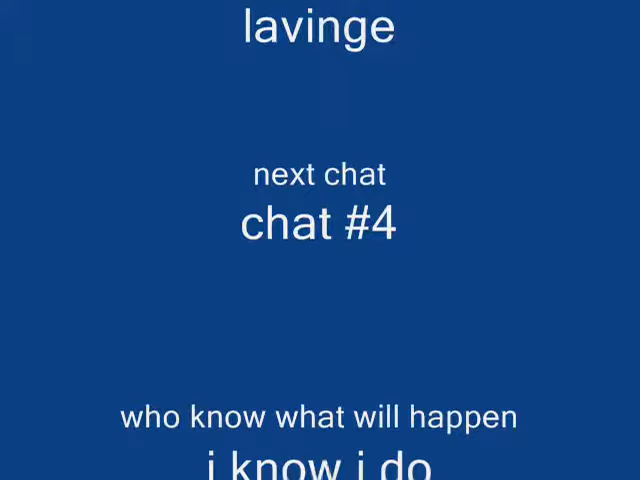 lavinge
next chat
chat #4
who know what will happen
i know i do